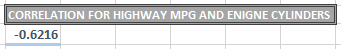 CORRELATION FOR HIGHWAY MPG AND ENIGNE CYLINDERS
-0.6216